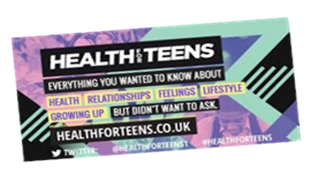 HEALTH FOR TEENS
EVERYTHING YOU WANTED TO KNOW ABOUT
HEALTH RELATIONSHIPS FEELINGS LIFESTYLE
GROWING UP BUT DIDN'T WANT TO ASK.
HEALTHFORTEENS.CO.UK
TWITTER: @HEALTHFORTEENS1 #HEALTHFORTEENS